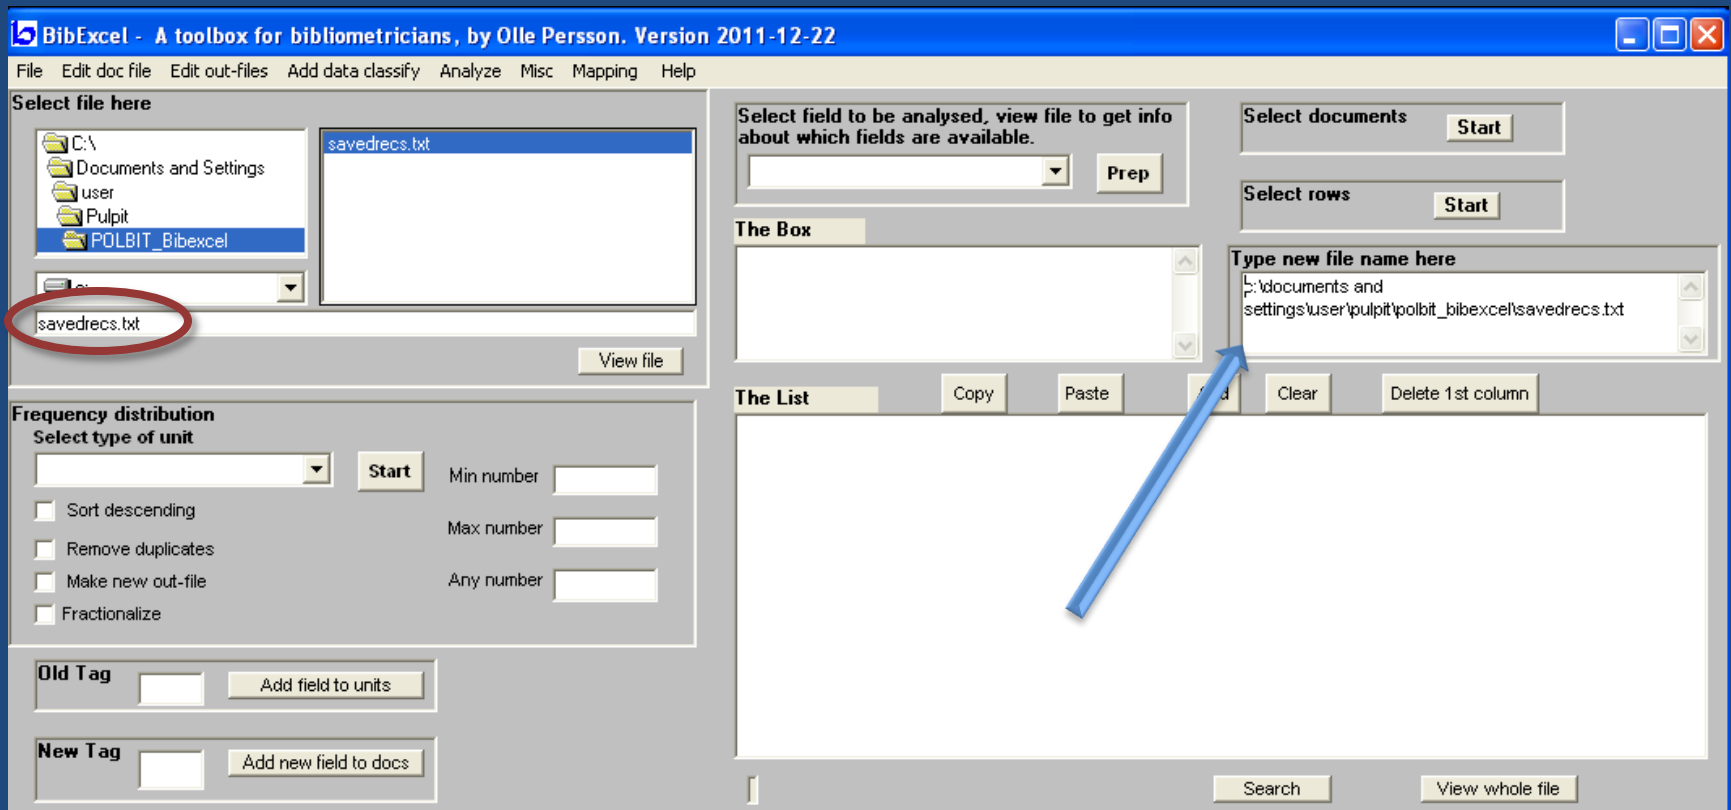 BibExcel - A toolbox for bibliometricians, by Olle Persson. Version 2011-12-22
File Edit doc file Edit out-files Add data classify Analyze Misc Mapping Help
Select file here
C:\
Documents and Settings
user
Pulpit
POLBIT_Bibexcel
savedrecs.txt
savedrecs.txt
View file
Frequency distribution
Select type of unit
Start
Min number
Sort descending
Max number
Remove duplicates
Make new out-file
Any number
Fractionalize
Old Tag
Add field to units
New Tag
Add new field to docs
Select field to be analysed, view file to get info
about which fields are available.
Prep
Select documents
Start
Select rows
Start
The Box
Type new file name here
c:\documents and
settings\user\pulpit\polbit_bibexcel\savedrecs.txt
The List
Copy
Paste
Clear
Delete 1st column
Search
View whole file